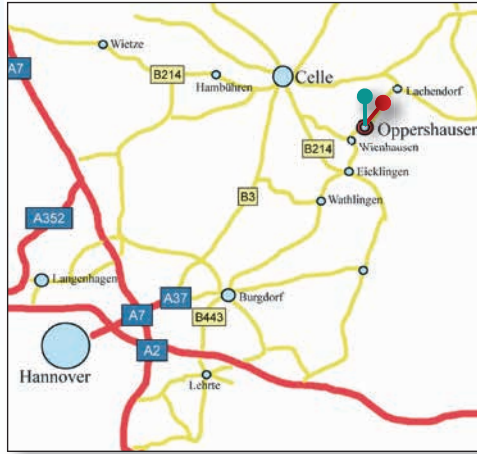 Wietze
A7
B214
Celle
Hambühren
Lachendorf
Oppershausen
B214
Wienhausen
Eicklingen
B3
Wathlingen
A352
Langenhagen
A37
Burgdorf
A7
B443
A2
Hannover
Lehrte